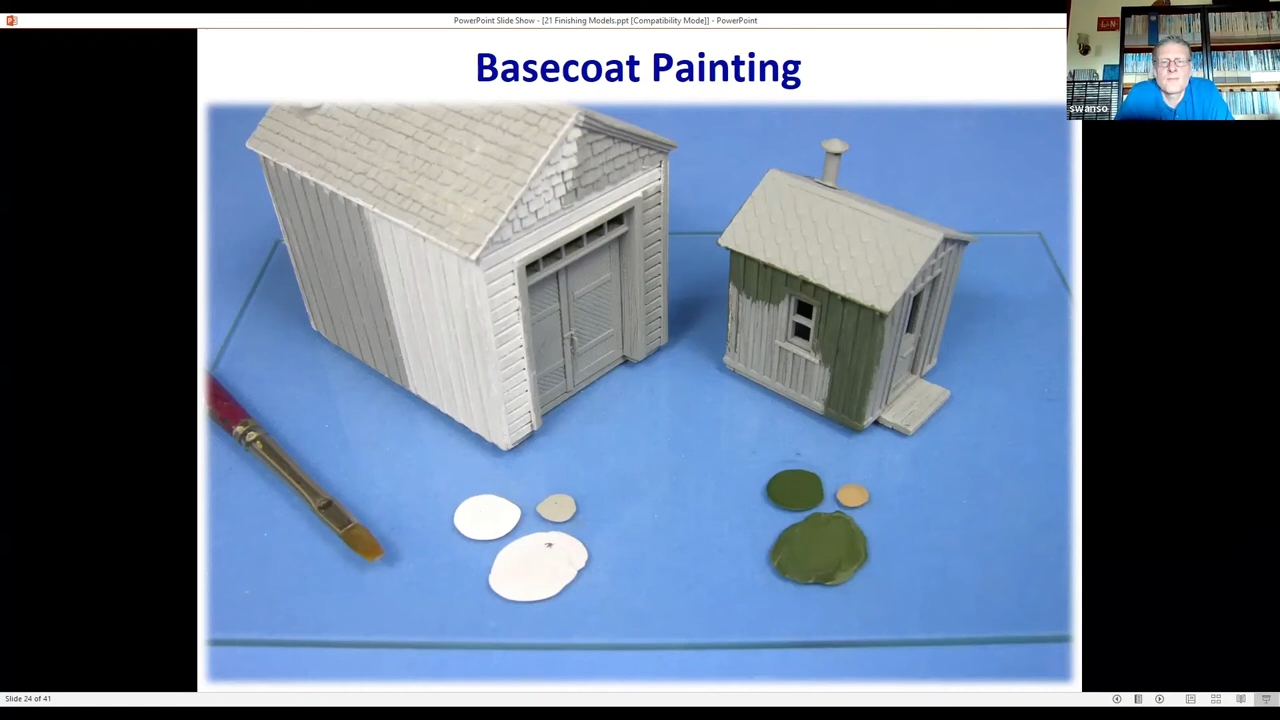 PowerPoint Slide Show - [21 Finishing Models.ppt [Compatibility Mode]] - PowerPoint
Basecoat Painting
L&N
swanso
Slide 24 of 41